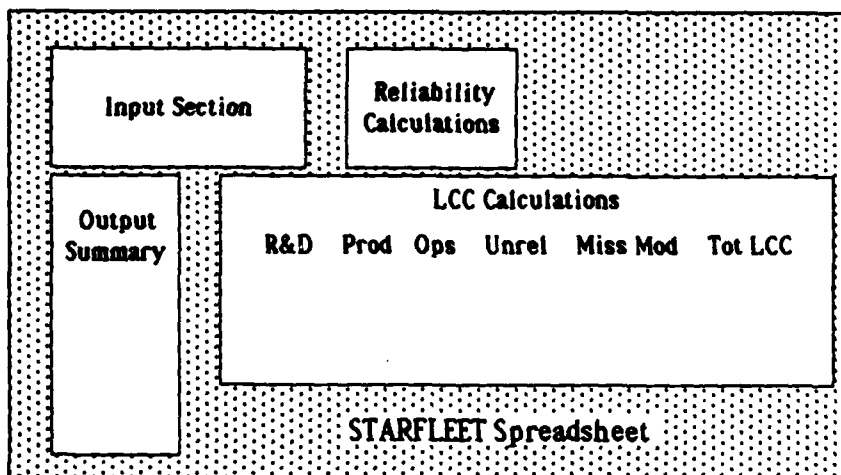 Input Section
Reliability
Calculations
Output
Summary
LCC Calculations
R&D Prod Ops Unrel Miss Mod Tot LCC
STARFLEET Spreadsheet